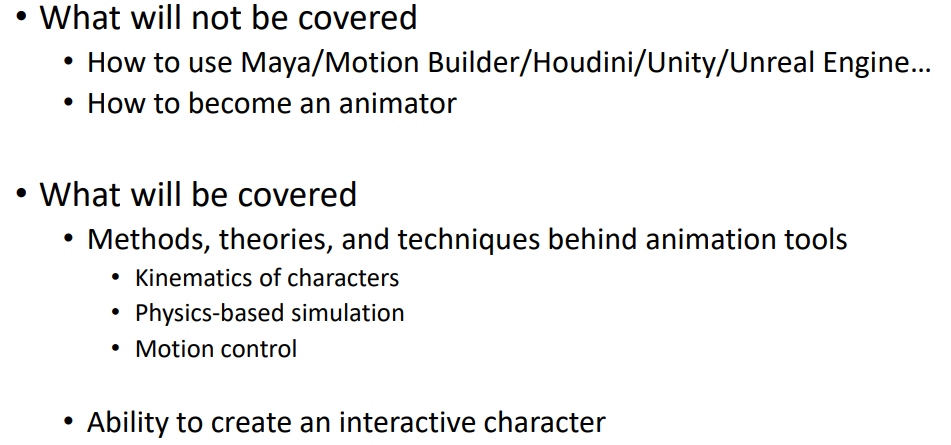 • What will not be covered
• How to use Maya/Motion Builder/Houdini/Unity/Unreal Engine…
• How to become an animator
• What will be covered
• Methods, theories, and techniques behind animation tools
• Kinematics of characters
• Physics-based simulation
• Motion control
• Ability to create an interactive character